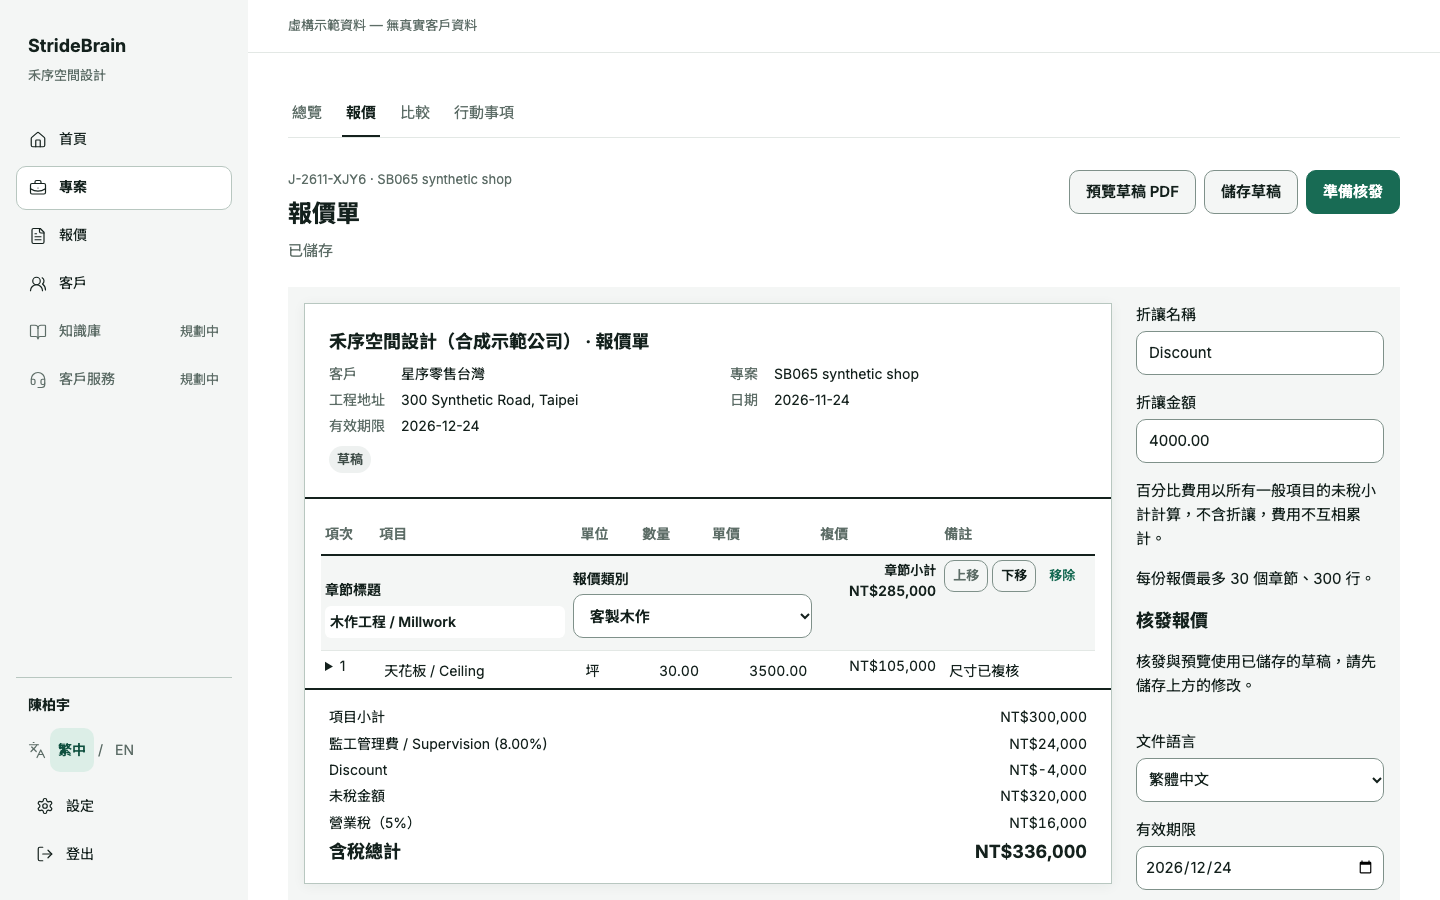 StrideBrain
禾序空間設計
首頁
專案
報價
客戶
知識庫 規劃中
客戶服務 規劃中
陳柏宇
繁中 / EN
設定
登出
虛構示範資料 — 無真實客戶資料
總覽 報價 比較 行動事項
J-2611-XJY6 · SB065 synthetic shop
報價單
已儲存
預覽草稿 PDF 儲存草稿 準備核發
禾序空間設計（合成示範公司） · 報價單
客戶 星序零售台灣 專案 SB065 synthetic shop
工程地址 300 Synthetic Road, Taipei 日期 2026-11-24
有效期限 2026-12-24
草稿
項次 項目 單位 數量 單價 複價 備註
章節標題 報價類別 章節小計 上移 下移 移除
木作工程 / Millwork 客製木作 NT$285,000
1 天花板 / Ceiling 坪 30.00 3500.00 NT$105,000 尺寸已複核
項目小計 NT$300,000
監工管理費 / Supervision (8.00%) NT$24,000
Discount NT$-4,000
未稅金額 NT$320,000
營業稅（5%） NT$16,000
含稅總計 NT$336,000
折讓名稱
Discount
折讓金額
4000.00
百分比費用以所有一般項目的未稅小
計計算，不含折讓，費用不互相累
計。
每份報價最多 30 個章節、300 行。
核發報價
核發與預覽使用已儲存的草稿，請先
儲存上方的修改。
文件語言
繁體中文
有效期限
2026/12/24